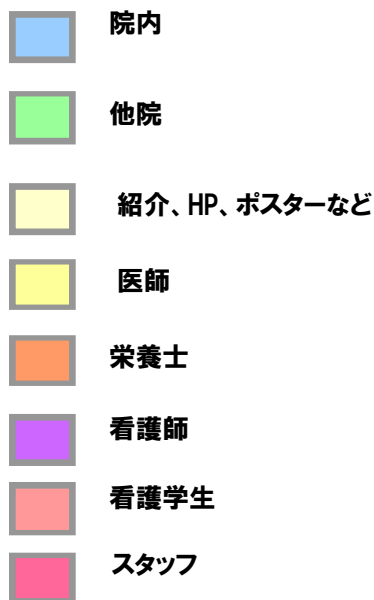 院内
他院
紹介、HP、ポスターなど
医師
栄養士
看護師
看護学生
スタッフ